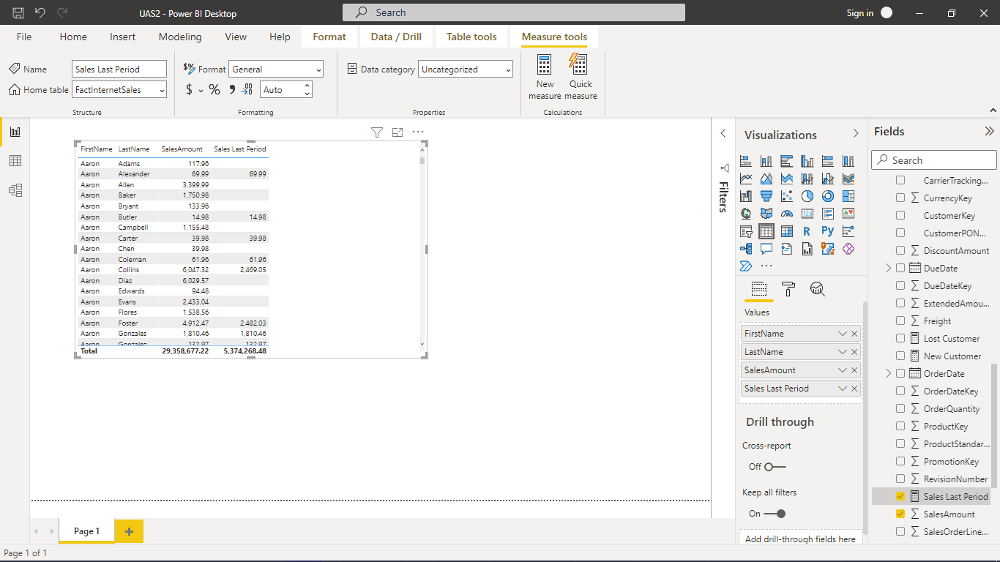 UAS2 - Power BI Desktop
Search
Sign in
File Home Insert Modeling View Help Format Data / Drill Table tools Measure tools
Name Sales Last Period
Home table FactInternetSales
Structure
$% Format General
$ % 9 .00 Auto
Formatting
Data category Uncategorized
Properties
New measure
Quick measure
Calculations
FirstName LastName SalesAmount Sales Last Period
Aaron Adams 117.96
Aaron Alexander 69.99 69.99
Aaron Allen 3,399.99
Aaron Baker 1,750.98
Aaron Bryant 133.96
Aaron Butler 14.98 14.98
Aaron Campbell 1,155.48
Aaron Carter 39.98 39.98
Aaron Chen 39.98
Aaron Coleman 61.96 61.96
Aaron Collins 6,047.32 2,469.05
Aaron Diaz 6,029.57
Aaron Edwards 94.48
Aaron Evans 2,433.04
Aaron Flores 1,538.56
Aaron Foster 4,912.47 2,482.03
Aaron Gonzales 1,810.46 1,810.46
Aaron Gonzalez 132.97 132.97
Total 29,358,677.22 5,374,268.48
Filters
Visualizations
123
R Py
Values
FirstName
LastName
SalesAmount
Sales Last Period
Drill through
Cross-report
Off
Keep all filters
On
Add drill-through fields here
Fields
Search
CarrierTracking...
CurrencyKey
CustomerKey
CustomerPON...
DiscountAmount
DueDate
DueDateKey
ExtendedAmou...
Freight
Lost Customer
New Customer
OrderDate
OrderDateKey
OrderQuantity
ProductKey
ProductStandar...
PromotionKey
RevisionNumber
Sales Last Period
SalesAmount
SalesOrderLine...
Page 1
Page 1 of 1